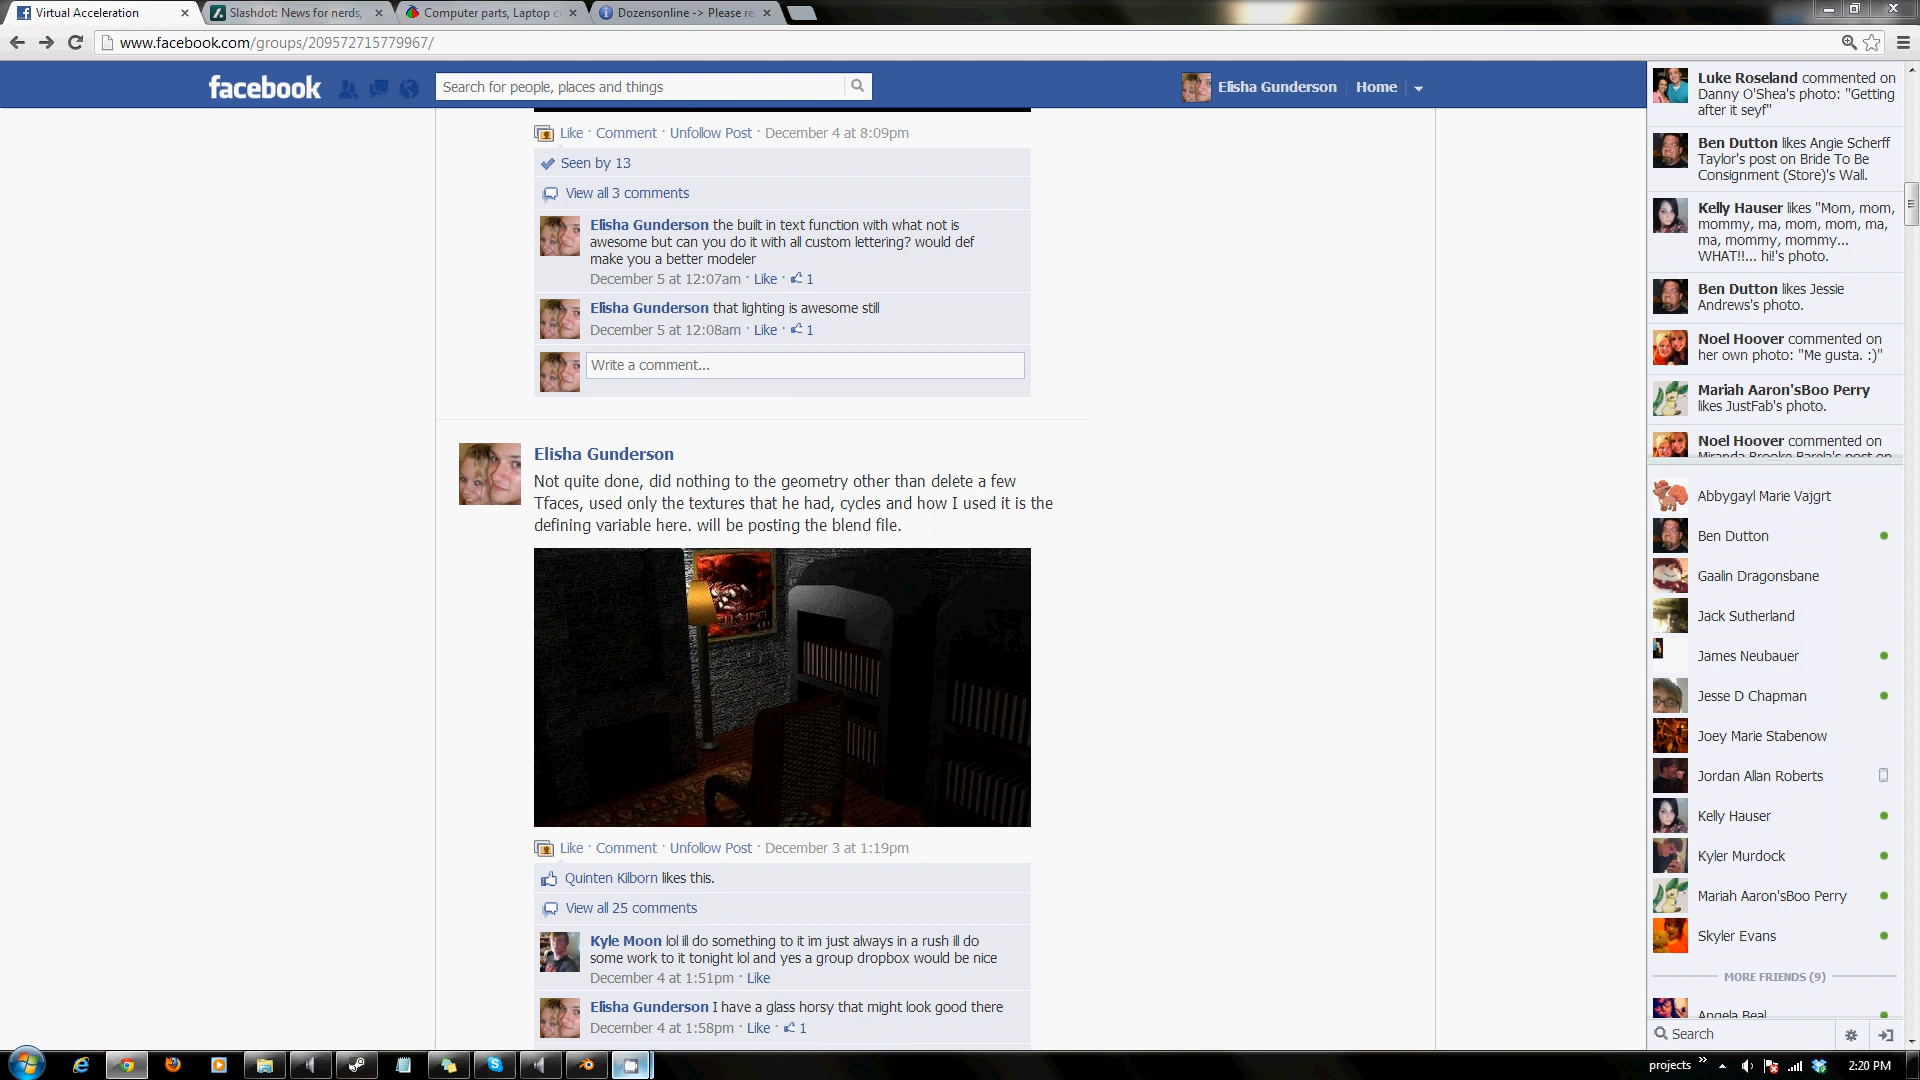 Virtual Acceleration
Slashdot: News for nerds,
Computer parts, Laptop c
Dozensonline -> Please re
www.facebook.com/groups/209572715779967/
facebook
Search for people, places and things
Elisha Gunderson
Home
Like · Comment · Unfollow Post · December 4 at 8:09pm
Seen by 13
View all 3 comments
Elisha Gunderson the built in text function with what not is
awesome but can you do it with all custom lettering? would def
make you a better modeler
December 5 at 12:07am · Like · 1
Elisha Gunderson that lighting is awesome still
December 5 at 12:08am · Like · 1
Write a comment...
Elisha Gunderson
Not quite done, did nothing to the geometry other than delete a few
Tfaces, used only the textures that he had, cycles and how I used it is the
defining variable here. will be posting the blend file.
Like · Comment · Unfollow Post · December 3 at 1:19pm
Quinten Kilborn likes this.
View all 25 comments
Kyle Moon lol ill do something to it im just always in a rush ill do
some work to it tonight lol and yes a group dropbox would be nice
December 4 at 1:51pm · Like
Elisha Gunderson I have a glass horsy that might look good there
December 4 at 1:58pm · Like · 1
Luke Roseland commented on
Danny O'Shea's photo: "Getting
after it seyf"
Ben Dutton likes Angie Scherff
Taylor's post on Bride To Be
Consignment (Store)'s Wall.
Kelly Hauser likes "Mom, mom,
mommy, ma, mom, mom, ma,
ma, mommy, mommy...
WHAT!!... hi!'s photo.
Ben Dutton likes Jessie
Andrews's photo.
Noel Hoover commented on
her own photo: "Me gusta. :)"
Mariah Aaron'sBoo Perry
likes JustFab's photo.
Noel Hoover commented on
Miranda Brooke Parela's post on
Abbygayl Marie Vajgrt
Ben Dutton
Gaalin Dragonsbane
Jack Sutherland
James Neubauer
Jesse D Chapman
Joey Marie Stabenow
Jordan Allan Roberts
Kelly Hauser
Kyler Murdock
Mariah Aaron'sBoo Perry
Skyler Evans
MORE FRIENDS (9)
Angela Beal
Search
projects
2:20 PM